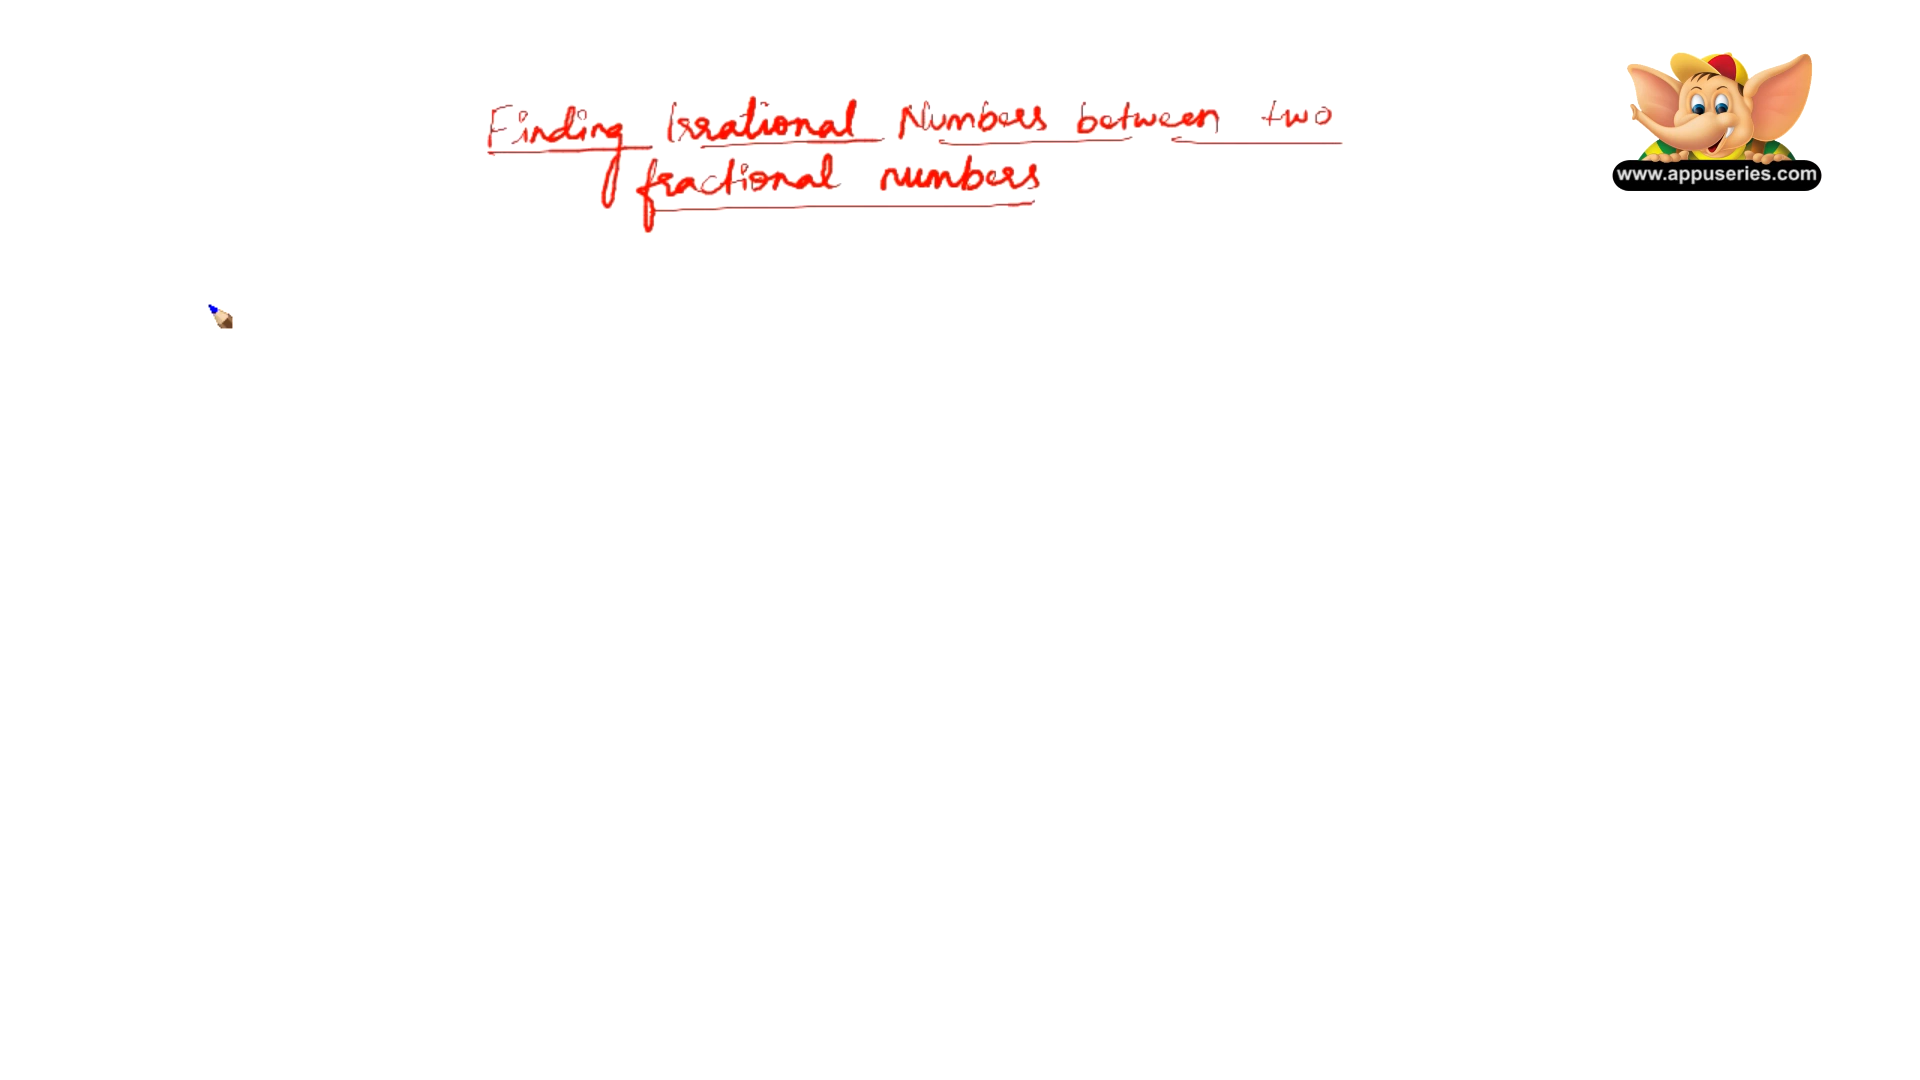 Finding Irrational Numbers between two
fractional numbers
www.appuseries.com